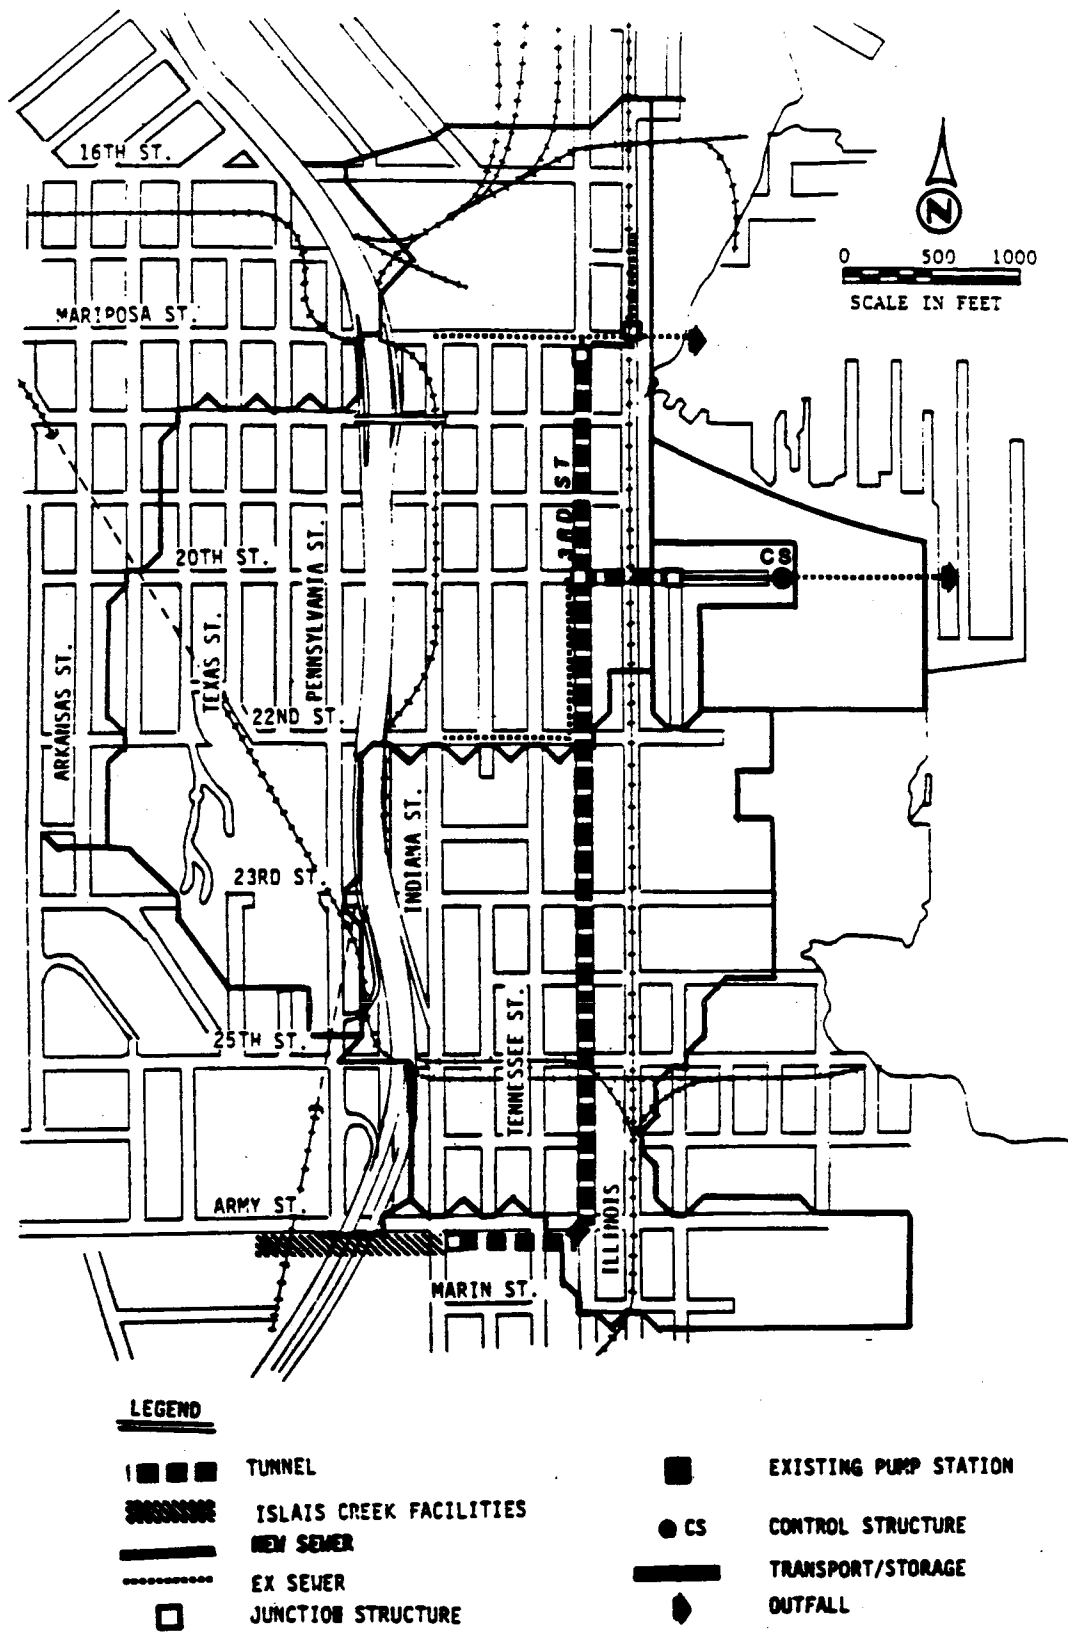 16TH ST.
N
0 500 1000
SCALE IN FEET
MARIPOSA ST.
3RD ST
CS
20TH ST.
PENNSYLVANIA ST.
TEXAS ST.
ARKANSAS ST.
22ND ST.
INDIANA ST.
23RD ST.
TENNESSEE ST.
25TH ST.
ILLINOIS
ARMY ST.
MARIN ST.
LEGEND
TUNNEL
ISLAIS CREEK FACILITIES
NEW SEWER
EX SEWER
JUNCTION STRUCTURE
EXISTING PUMP STATION
CS CONTROL STRUCTURE
TRANSPORT/STORAGE
OUTFALL